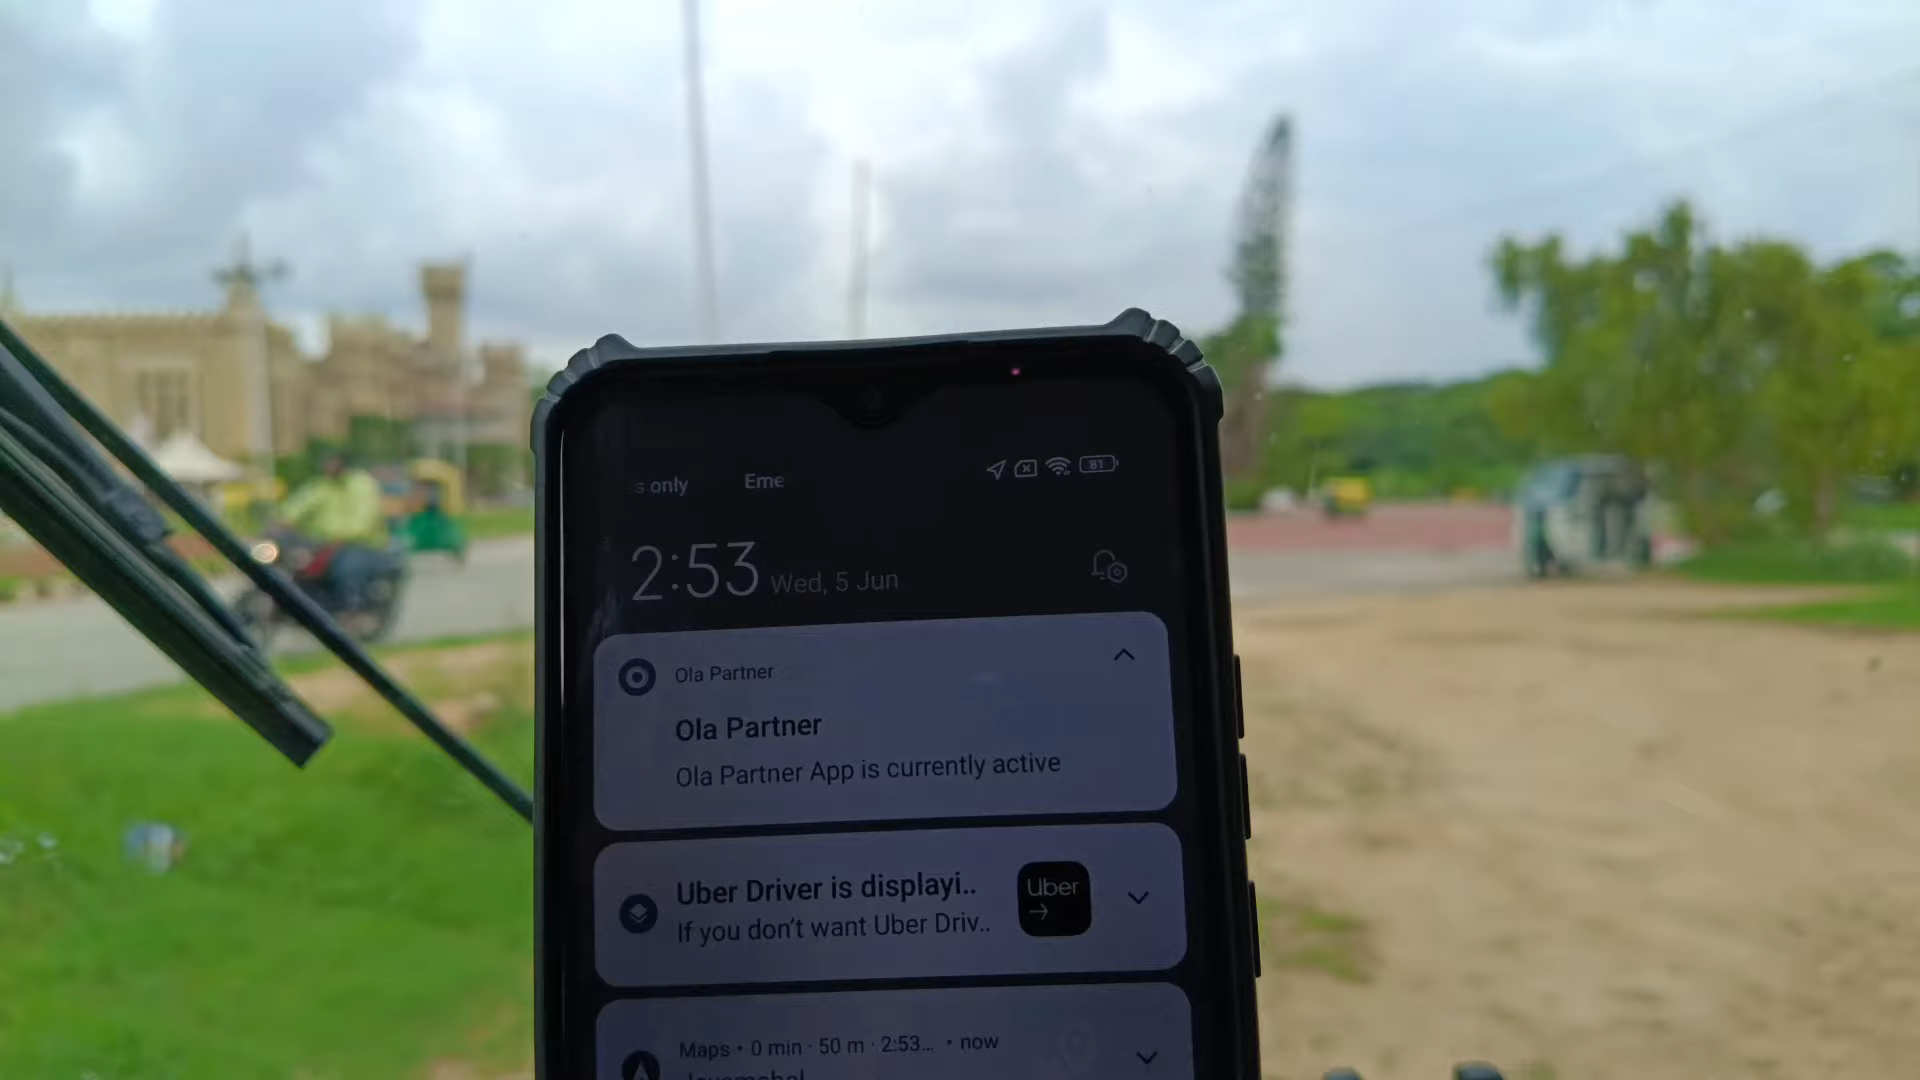 s only Eme 81
2:53 Wed, 5 Jun
Ola Partner
Ola Partner
Ola Partner App is currently active
Uber Driver is displayi..
If you don't want Uber Driv..
Uber
Maps • 0 min · 50 m · 2:53... • now